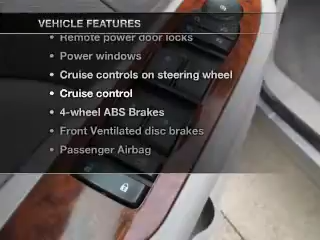 VEHICLE FEATURES
• Remote power door locks
• Power windows
• Cruise controls on steering wheel
• Cruise control
• 4-wheel ABS Brakes
• Front Ventilated disc brakes
• Passenger Airbag